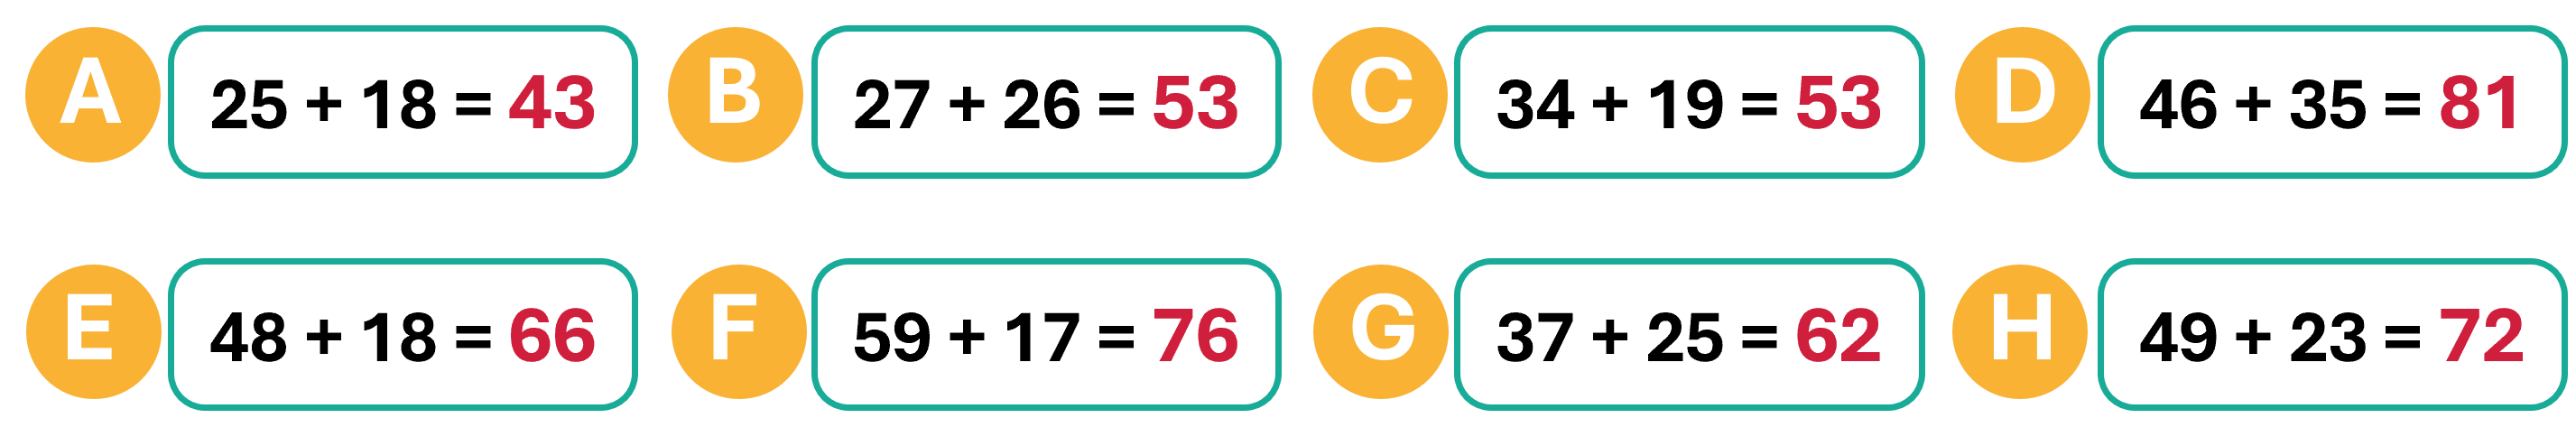 A 25 + 18 = 43 B 27 + 26 = 53 C 34 + 19 = 53 D 46 + 35 = 81
E 48 + 18 = 66 F 59 + 17 = 76 G 37 + 25 = 62 H 49 + 23 = 72